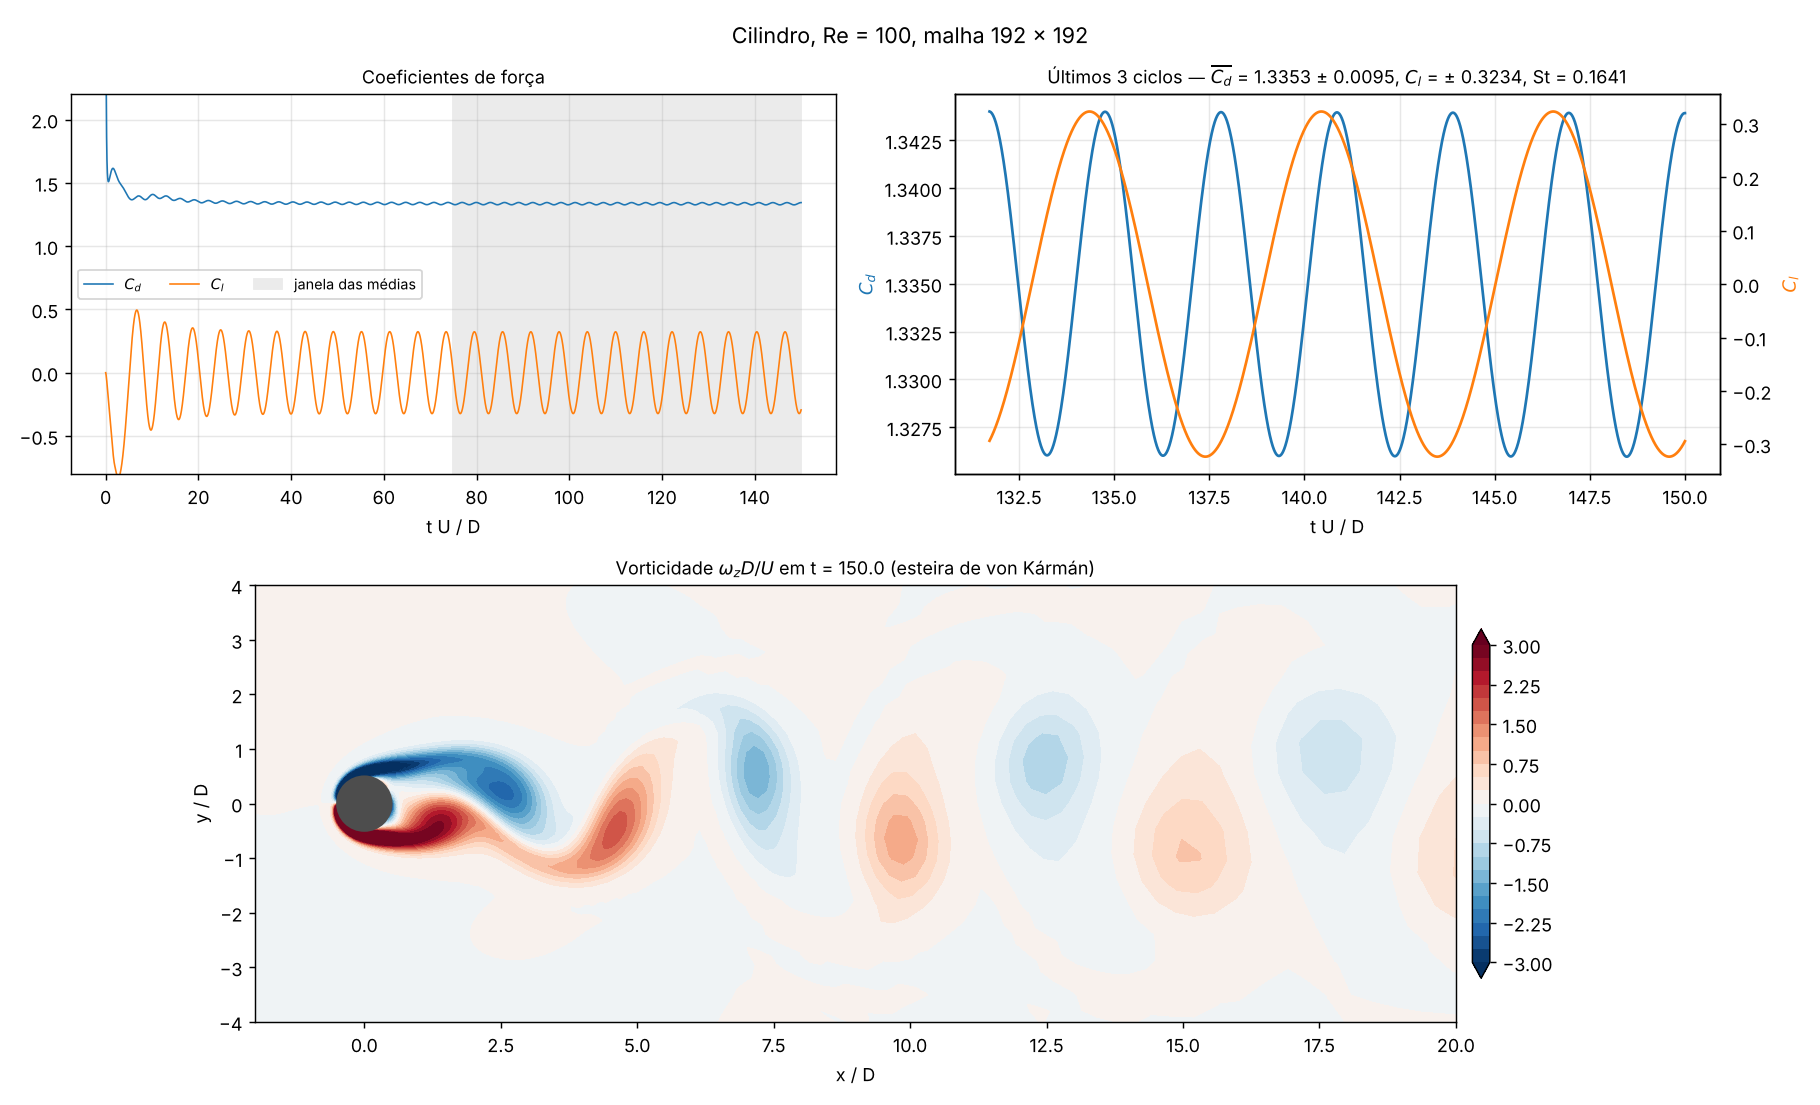 Cilindro, Re = 100, malha 192 × 192
Coeficientes de força
2.0
1.5
1.0
0.5
0.0
−0.5
C_d
C_l
janela das médias
0 20 40 60 80 100 120 140
t U / D
Últimos 3 ciclos — \overline{C_d} = 1.3353 ± 0.0095, C_l = ± 0.3234, St = 0.1641
C_d
1.3425
1.3400
1.3375
1.3350
1.3325
1.3300
1.3275
0.3
0.2
0.1
0.0
−0.1
−0.2
−0.3
C_l
132.5 135.0 137.5 140.0 142.5 145.0 147.5 150.0
t U / D
Vorticidade ω_zD/U em t = 150.0 (esteira de von Kármán)
y / D
4
3
2
1
0
−1
−2
−3
−4
0.0 2.5 5.0 7.5 10.0 12.5 15.0 17.5 20.0
x / D
3.00
2.25
1.50
0.75
0.00
−0.75
−1.50
−2.25
−3.00